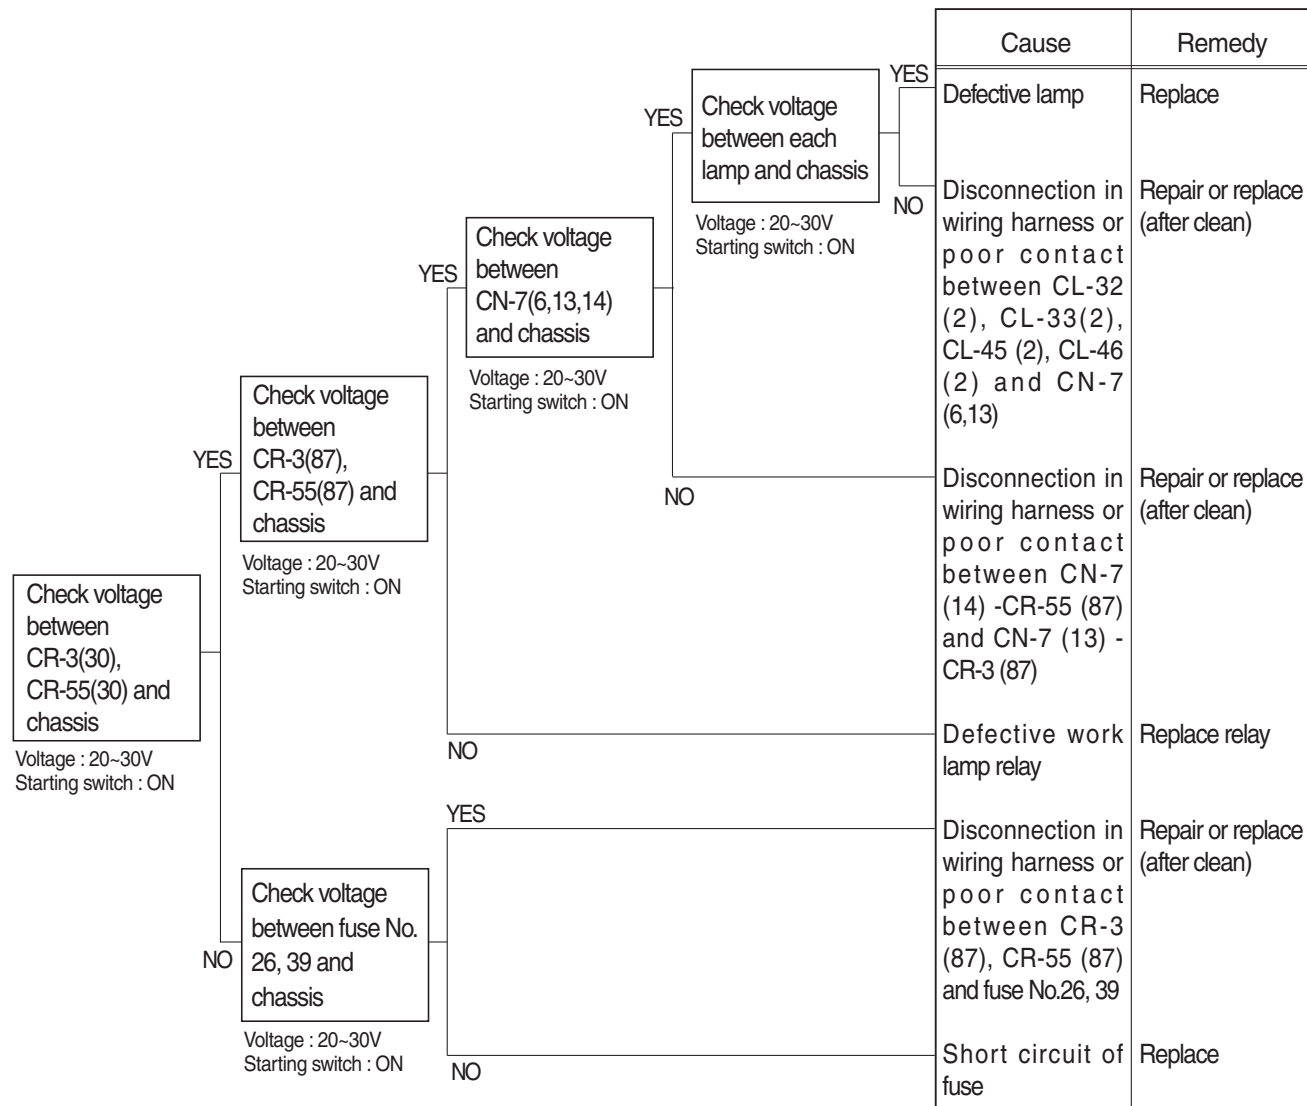 Cause
Remedy
YES
Defective lamp
Replace
Check voltage
between each
lamp and chassis
YES
Voltage : 20~30V
Starting switch : ON
NO
Disconnection in
wiring harness or
poor contact
between CL-32
(2), CL-33(2),
CL-45 (2), CL-46
(2) and CN-7
(6,13)
Repair or replace
(after clean)
YES
Check voltage
between
CN-7(6,13,14)
and chassis
Voltage : 20~30V
Starting switch : ON
NO
Disconnection in
wiring harness or
poor contact
between CN-7
(14) -CR-55 (87)
and CN-7 (13) -
CR-3 (87)
Repair or replace
(after clean)
YES
Check voltage
between
CR-3(87),
CR-55(87) and
chassis
Voltage : 20~30V
Starting switch : ON
NO
Defective work
lamp relay
Replace relay
Check voltage
between
CR-3(30),
CR-55(30) and
chassis
Voltage : 20~30V
Starting switch : ON
YES
Disconnection in
wiring harness or
poor contact
between CR-3
(87), CR-55 (87)
and fuse No.26, 39
Repair or replace
(after clean)
NO
Check voltage
between fuse No.
26, 39 and
chassis
Voltage : 20~30V
Starting switch : ON
NO
Short circuit of
fuse
Replace